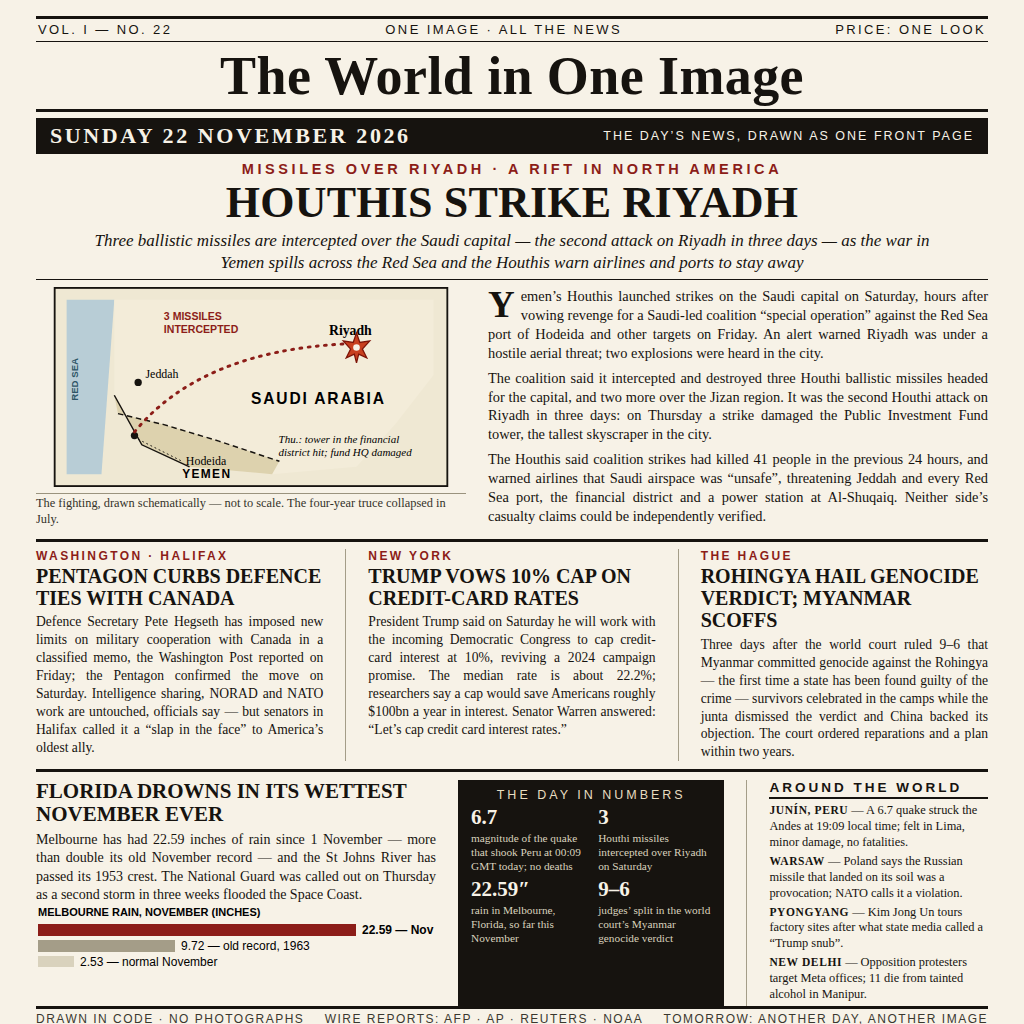 VOL. I — NO. 22
ONE IMAGE · ALL THE NEWS
PRICE: ONE LOOK
The World in One Image
SUNDAY 22 NOVEMBER 2026
THE DAY’S NEWS, DRAWN AS ONE FRONT PAGE
MISSILES OVER RIYADH · A RIFT IN NORTH AMERICA
HOUTHIS STRIKE RIYADH
Three ballistic missiles are intercepted over the Saudi capital — the second attack on Riyadh in three days — as the war in
Yemen spills across the Red Sea and the Houthis warn airlines and ports to stay away
3 MISSILES
INTERCEPTED
Riyadh
RED SEA
Jeddah
SAUDI ARABIA
Thu.: tower in the financial
district hit; fund HQ damaged
Hodeida
YEMEN
The fighting, drawn schematically — not to scale. The four-year truce collapsed in
July.
Yemen’s Houthis launched strikes on the Saudi capital on Saturday, hours after
vowing revenge for a Saudi-led coalition “special operation” against the Red Sea
port of Hodeida and other targets on Friday. An alert warned Riyadh was under a
hostile aerial threat; two explosions were heard in the city.
The coalition said it intercepted and destroyed three Houthi ballistic missiles headed
for the capital, and two more over the Jizan region. It was the second Houthi attack on
Riyadh in three days: on Thursday a strike damaged the Public Investment Fund
tower, the tallest skyscraper in the city.
The Houthis said coalition strikes had killed 41 people in the previous 24 hours, and
warned airlines that Saudi airspace was “unsafe”, threatening Jeddah and every Red
Sea port, the financial district and a power station at Al-Shuqaiq. Neither side’s
casualty claims could be independently verified.
WASHINGTON · HALIFAX
PENTAGON CURBS DEFENCE
TIES WITH CANADA
Defence Secretary Pete Hegseth has imposed new
limits on military cooperation with Canada in a
classified memo, the Washington Post reported on
Friday; the Pentagon confirmed the move on
Saturday. Intelligence sharing, NORAD and NATO
work are untouched, officials say — but senators in
Halifax called it a “slap in the face” to America’s
oldest ally.
NEW YORK
TRUMP VOWS 10% CAP ON
CREDIT-CARD RATES
President Trump said on Saturday he will work with
the incoming Democratic Congress to cap credit-
card interest at 10%, reviving a 2024 campaign
promise. The median rate is about 22.2%;
researchers say a cap would save Americans roughly
$100bn a year in interest. Senator Warren answered:
“Let’s cap credit card interest rates.”
THE HAGUE
ROHINGYA HAIL GENOCIDE
VERDICT; MYANMAR
SCOFFS
Three days after the world court ruled 9–6 that
Myanmar committed genocide against the Rohingya
— the first time a state has been found guilty of the
crime — survivors celebrated in the camps while the
junta dismissed the verdict and China backed its
objection. The court ordered reparations and a plan
within two years.
FLORIDA DROWNS IN ITS WETTEST
NOVEMBER EVER
Melbourne has had 22.59 inches of rain since 1 November — more
than double its old November record — and the St Johns River has
passed its 1953 crest. The National Guard was called out on Thursday
as a second storm in three weeks flooded the Space Coast.
MELBOURNE RAIN, NOVEMBER (INCHES)
22.59 — Nov
9.72 — old record, 1963
2.53 — normal November
THE DAY IN NUMBERS
6.7
magnitude of the quake
that shook Peru at 00:09
GMT today; no deaths
3
Houthi missiles
intercepted over Riyadh
on Saturday
22.59″
rain in Melbourne,
Florida, so far this
November
9–6
judges’ split in the world
court’s Myanmar
genocide verdict
AROUND THE WORLD
JUNÍN, PERU — A 6.7 quake struck the
Andes at 19:09 local time; felt in Lima,
minor damage, no fatalities.
WARSAW — Poland says the Russian
missile that landed on its soil was a
provocation; NATO calls it a violation.
PYONGYANG — Kim Jong Un tours
factory sites after what state media called a
“Trump snub”.
NEW DELHI — Opposition protesters
target Meta offices; 11 die from tainted
alcohol in Manipur.
DRAWN IN CODE · NO PHOTOGRAPHS
WIRE REPORTS: AFP · AP · REUTERS · NOAA
TOMORROW: ANOTHER DAY, ANOTHER IMAGE